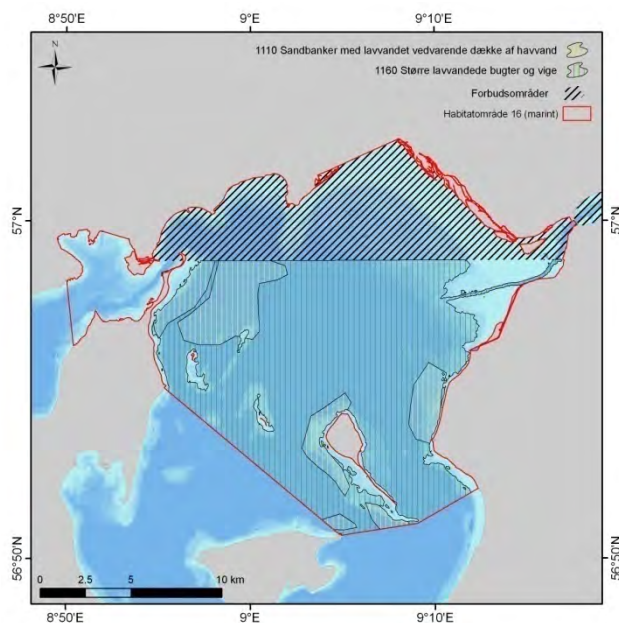 8°50'E 9°E 9°10'E
N
1110 Sandbanker med lavvandet vedvarende dække af havvand
1160 Større lavvandede bugter og vige
Forbudsområder
Habitatområde 16 (marint)
57°N 57°N
56°50'N 56°50'N
0 2.5 5 10 km
8°50'E 9°E 9°10'E